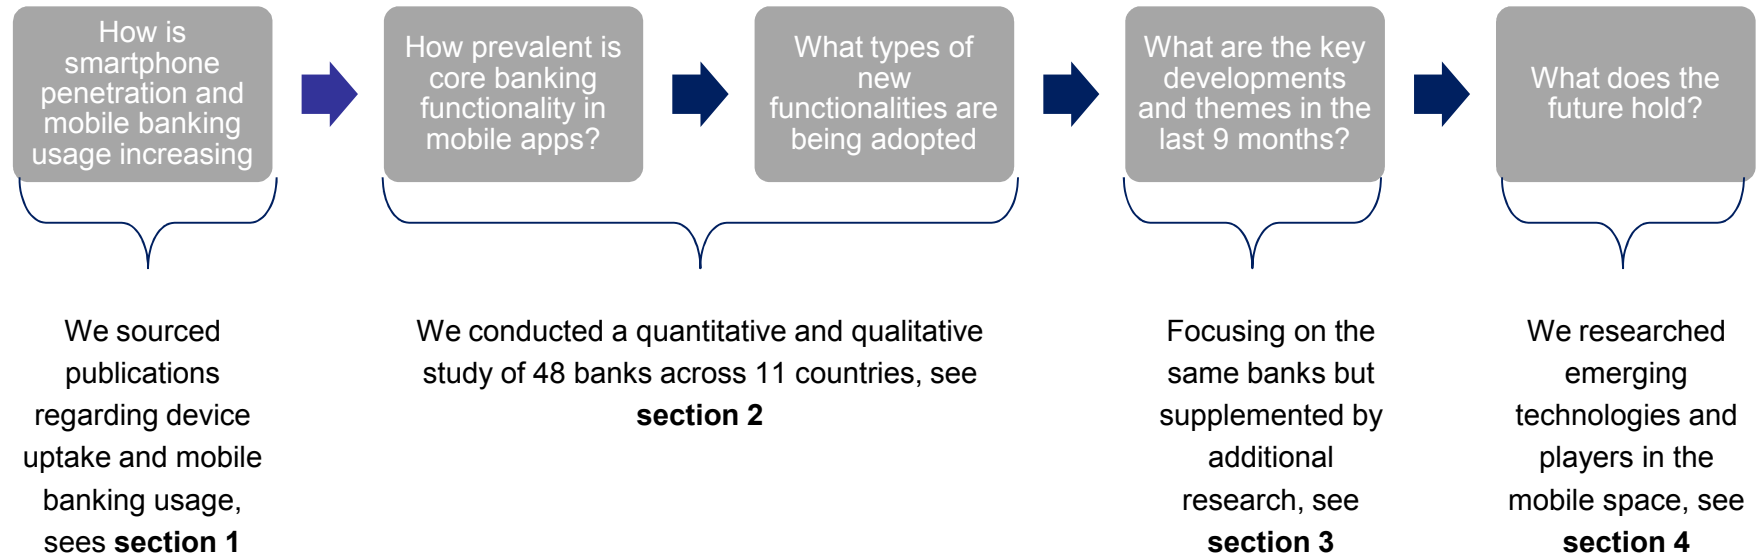 How is
smartphone
penetration and
mobile banking
usage increasing
How prevalent is
core banking
functionality in
mobile apps?
What types of
new
functionalities are
being adopted
What are the key
developments
and themes in the
last 9 months?
What does the
future hold?
We sourced
publications
regarding device
uptake and mobile
banking usage,
sees section 1
We conducted a quantitative and qualitative
study of 48 banks across 11 countries, see
section 2
Focusing on the
same banks but
supplemented by
additional
research, see
section 3
We researched
emerging
technologies and
players in the
mobile space, see
section 4